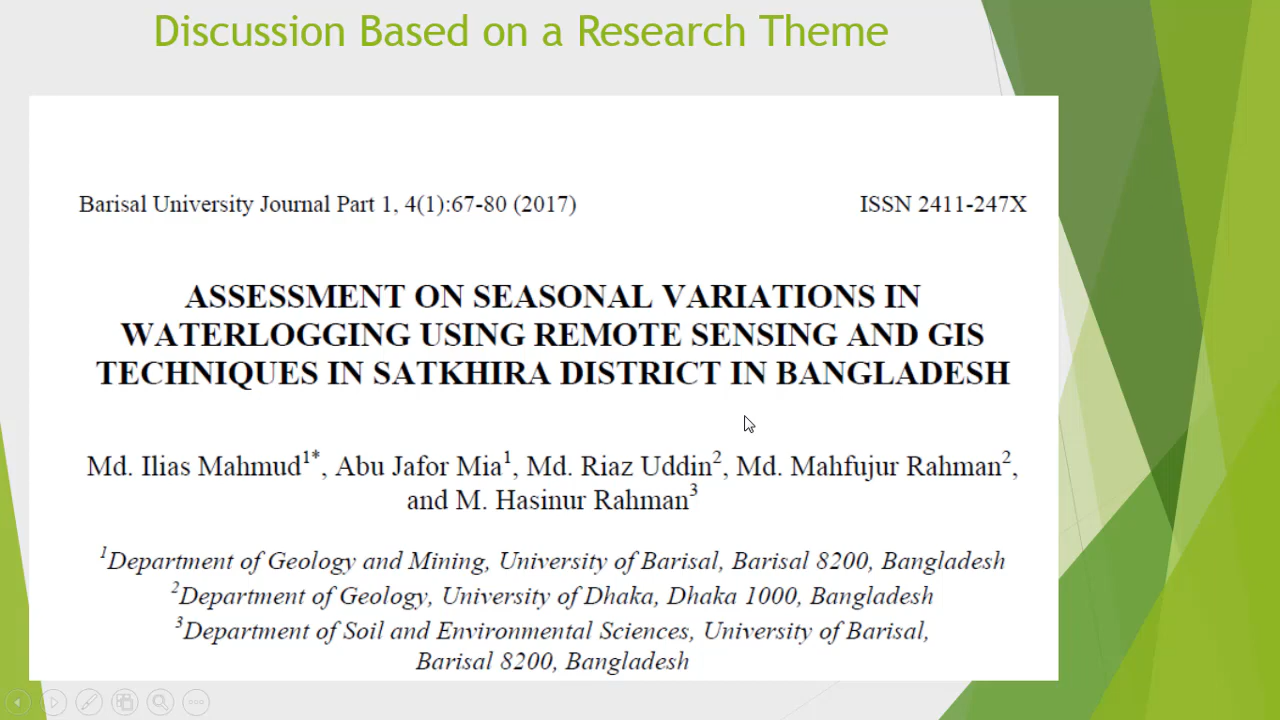 Discussion Based on a Research Theme
Barisal University Journal Part 1, 4(1):67-80 (2017) ISSN 2411-247X
ASSESSMENT ON SEASONAL VARIATIONS IN
WATERLOGGING USING REMOTE SENSING AND GIS
TECHNIQUES IN SATKHIRA DISTRICT IN BANGLADESH
Md. Ilias Mahmud1*, Abu Jafor Mia1, Md. Riaz Uddin2, Md. Mahfujur Rahman2,
and M. Hasinur Rahman3
1Department of Geology and Mining, University of Barisal, Barisal 8200, Bangladesh
2Department of Geology, University of Dhaka, Dhaka 1000, Bangladesh
3Department of Soil and Environmental Sciences, University of Barisal,
Barisal 8200, Bangladesh